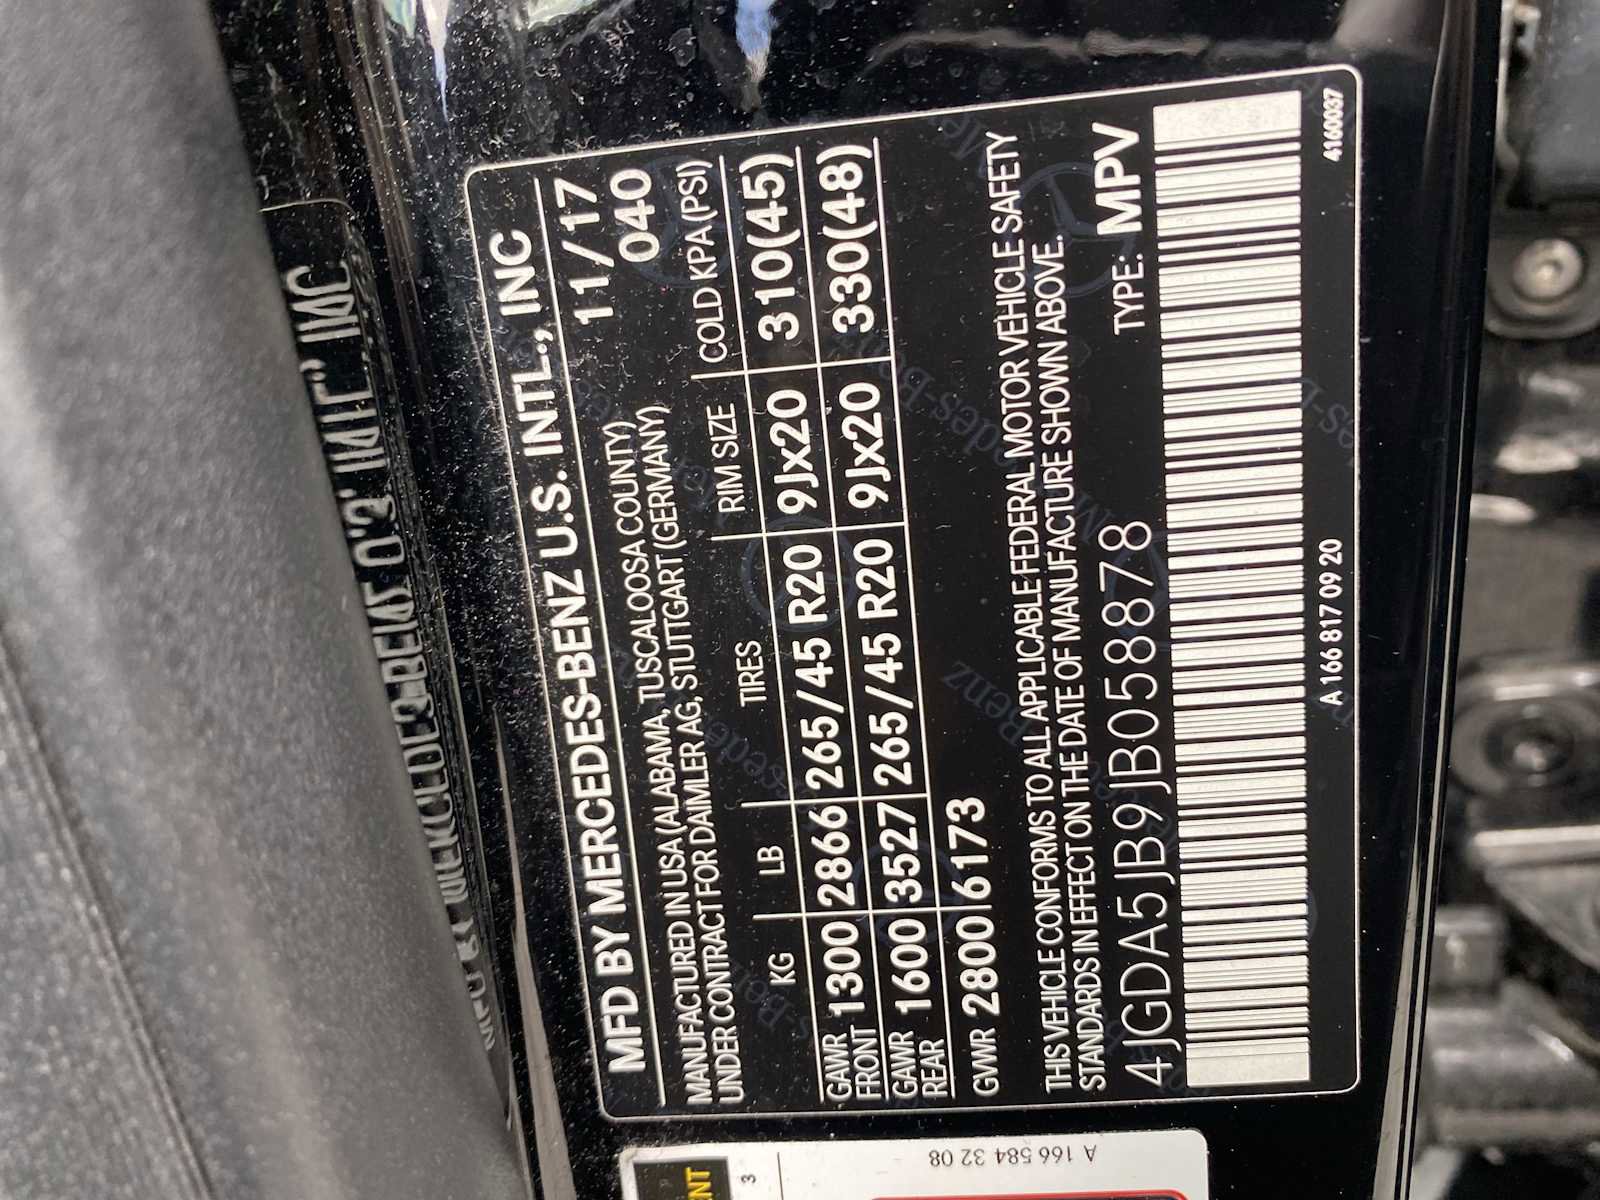 MFD BY MERCEDES-BENZ U.S. INTL., INC
11/17
MANUFACTURED IN USA (ALABAMA, TUSCALOOSA COUNTY)
040
UNDER CONTRACT FOR DAIMLER AG, STUTTGART (GERMANY)
KG LB TIRES RIM SIZE COLD KPA (PSI)
GAWR FRONT 1300 2866 265/45 R20 9Jx20 310(45)
GAWR REAR 1600 3527 265/45 R20 9Jx20 330(48)
GVWR 2800 6173
THIS VEHICLE CONFORMS TO ALL APPLICABLE FEDERAL MOTOR VEHICLE SAFETY
STANDARDS IN EFFECT ON THE DATE OF MANUFACTURE SHOWN ABOVE.
4JGDA5JB9JB058878 TYPE: MPV
A 166 817 09 20
4160037
A 166 584 32 08
3